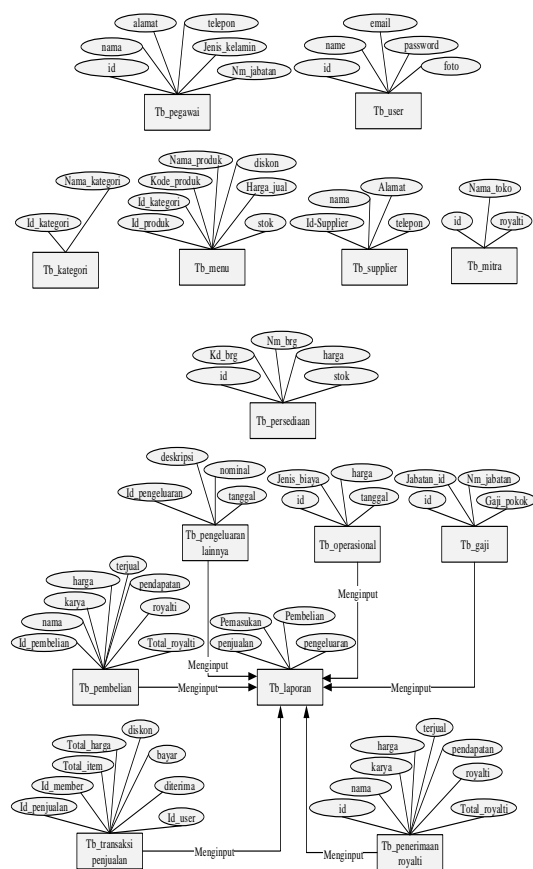 alamat
telepon
nama
Jenis_kelamin
id
Nm_jabatan
Tb_pegawai
email
name
password
id
foto
Tb_user
Nama_kategori
Id_kategori
Tb_kategori
Nama_produk
diskon
Kode_produk
Harga_jual
Id_kategori
Id_produk
stok
Tb_menu
Alamat
nama
Id-Supplier
telepon
Tb_supplier
Nama_toko
id
royalti
Tb_mitra
Nm_brg
Kd_brg
harga
id
stok
Tb_persediaan
deskripsi
nominal
Id_pengeluaran
tanggal
Tb_pengeluaran
lainnya
Jenis_biaya
harga
id
tanggal
Tb_operasional
Jabatan_id
Nm_jabatan
id
Gaji_pokok
Tb_gaji
Menginput
terjual
harga
pendapatan
karya
royalti
nama
Id_pembelian
Total_royalti
Tb_pembelian
Menginput
Menginput
Pemasukan
Pembelian
penjualan
pengeluaran
Tb_laporan
Menginput
diskon
Total_harga
bayar
Total_item
Id_member
diterima
Id_penjualan
Id_user
Tb_transaksi
penjualan
Menginput
terjual
harga
pendapatan
karya
royalti
nama
id
Total_royalti
Tb_penerimaan
royalti
Menginput